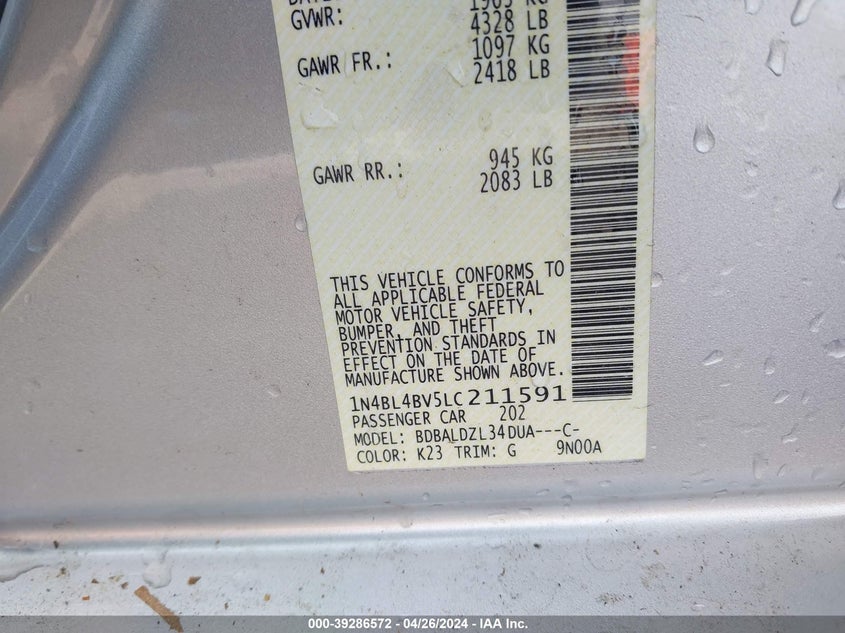 GVWR: 4328 LB
GAWR FR.: 1097 KG
2418 LB
GAWR RR.: 945 KG
2083 LB
THIS VEHICLE CONFORMS TO
ALL APPLICABLE FEDERAL
MOTOR VEHICLE SAFETY,
BUMPER, AND THEFT
PREVENTION STANDARDS IN
EFFECT ON THE DATE OF
MANUFACTURE SHOWN ABOVE.
1N4BL4BV5LC211591
PASSENGER CAR 202
MODEL: BDBALDZL34DUA---C-
COLOR: K23 TRIM: G 9N00A
000-39286572 - 04/26/2024 - IAA Inc.